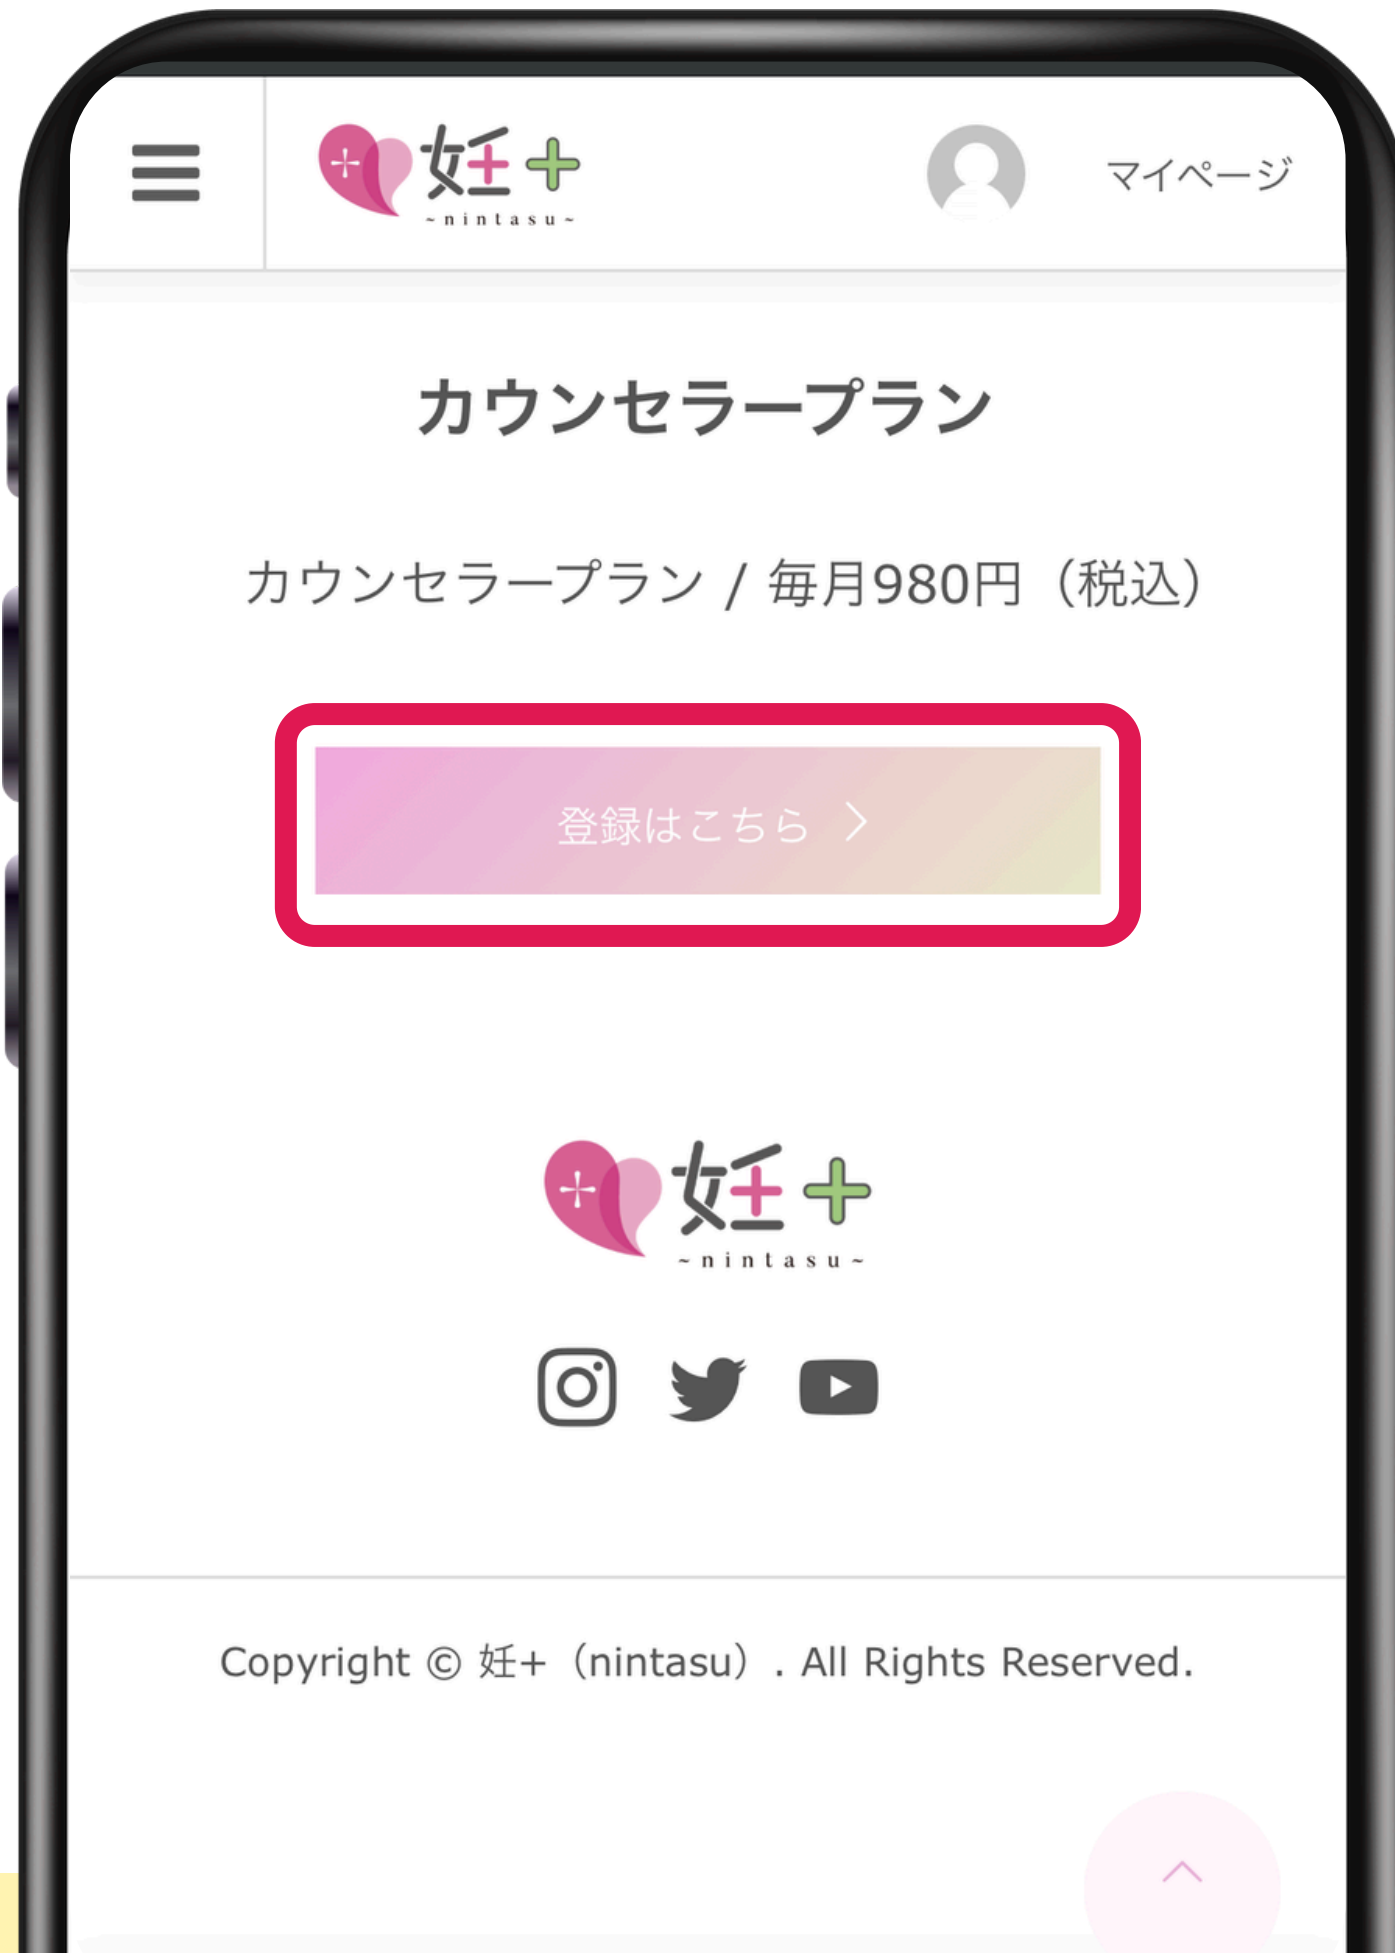 妊+
~nintasu~
マイページ
カウンセラープラン
カウンセラープラン / 毎月980円（税込）
登録はこちら
妊+
~nintasu~
Copyright © 妊+（nintasu）. All Rights Reserved.